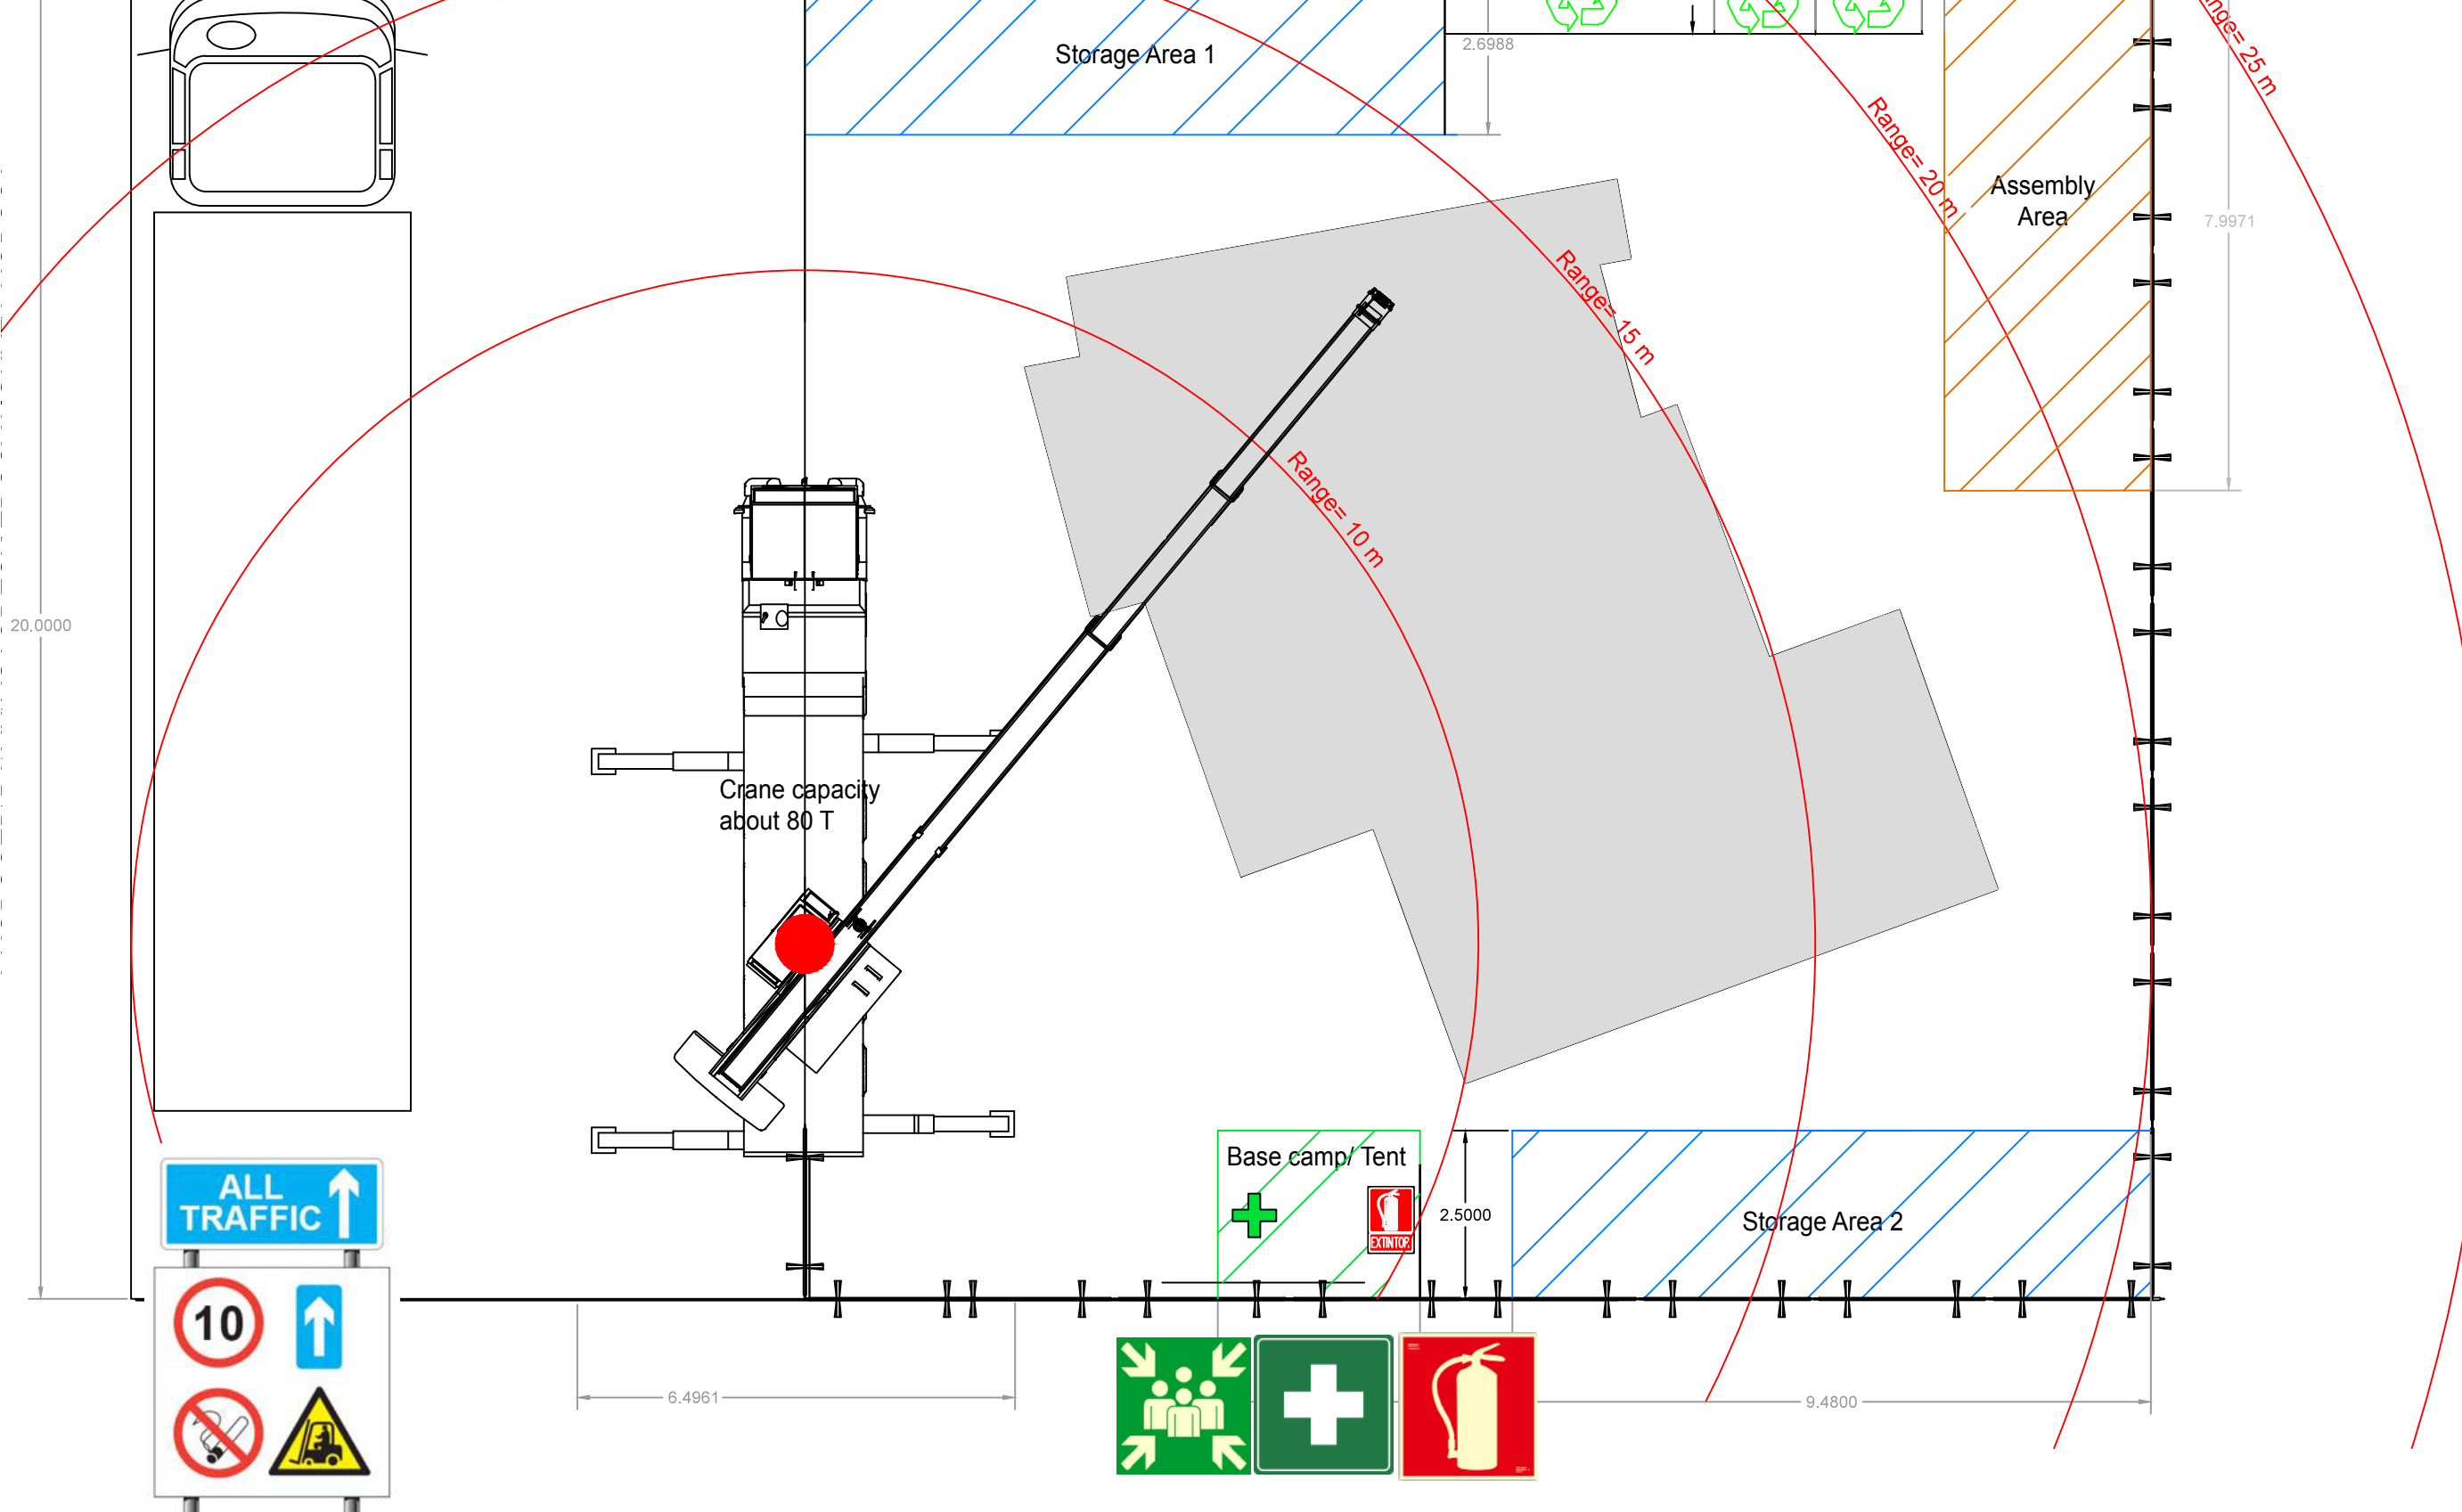 Storage Area 1
2.6988
Range= 25 m
Range= 20 m
Assembly
Area
7.9971
Range= 15 m
Range= 10 m
20.0000
Crane capacity
about 80 T
Base camp/ Tent
EXTINTOR
2.5000
Storage Area 2
ALL
TRAFFIC
10
6.4961
9.4800